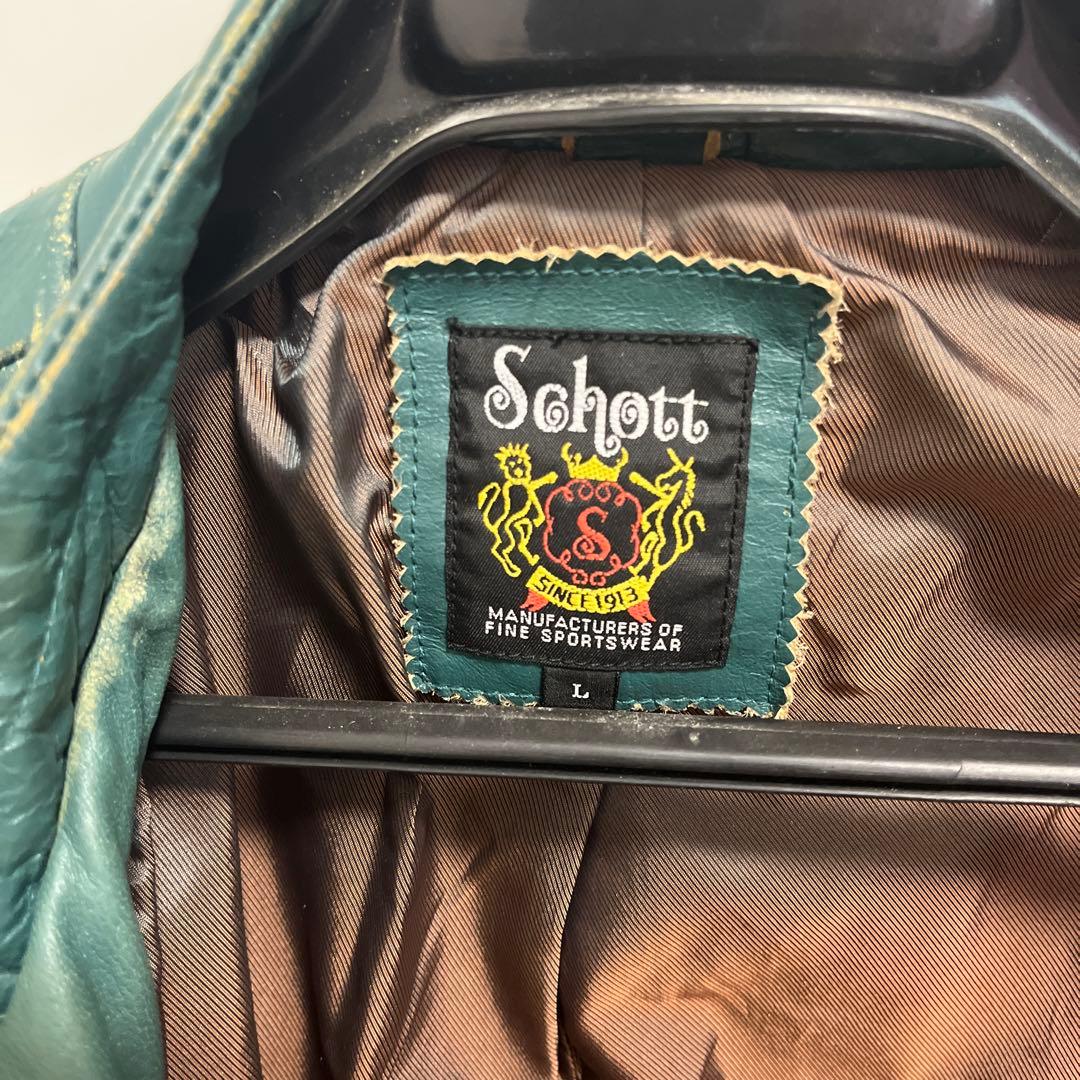 Schott
S
SINCE 1913
MANUFACTURERS OF
FINE SPORTSWEAR
L